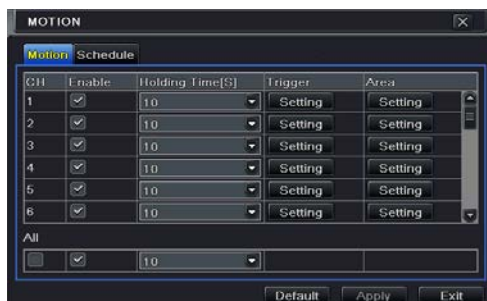 MOTION
Motion Schedule
CH Enable Holding Time[S] Trigger Area
1 10 Setting Setting
2 10 Setting Setting
3 10 Setting Setting
4 10 Setting Setting
5 10 Setting Setting
6 10 Setting Setting
All
10
Default Apply Exit